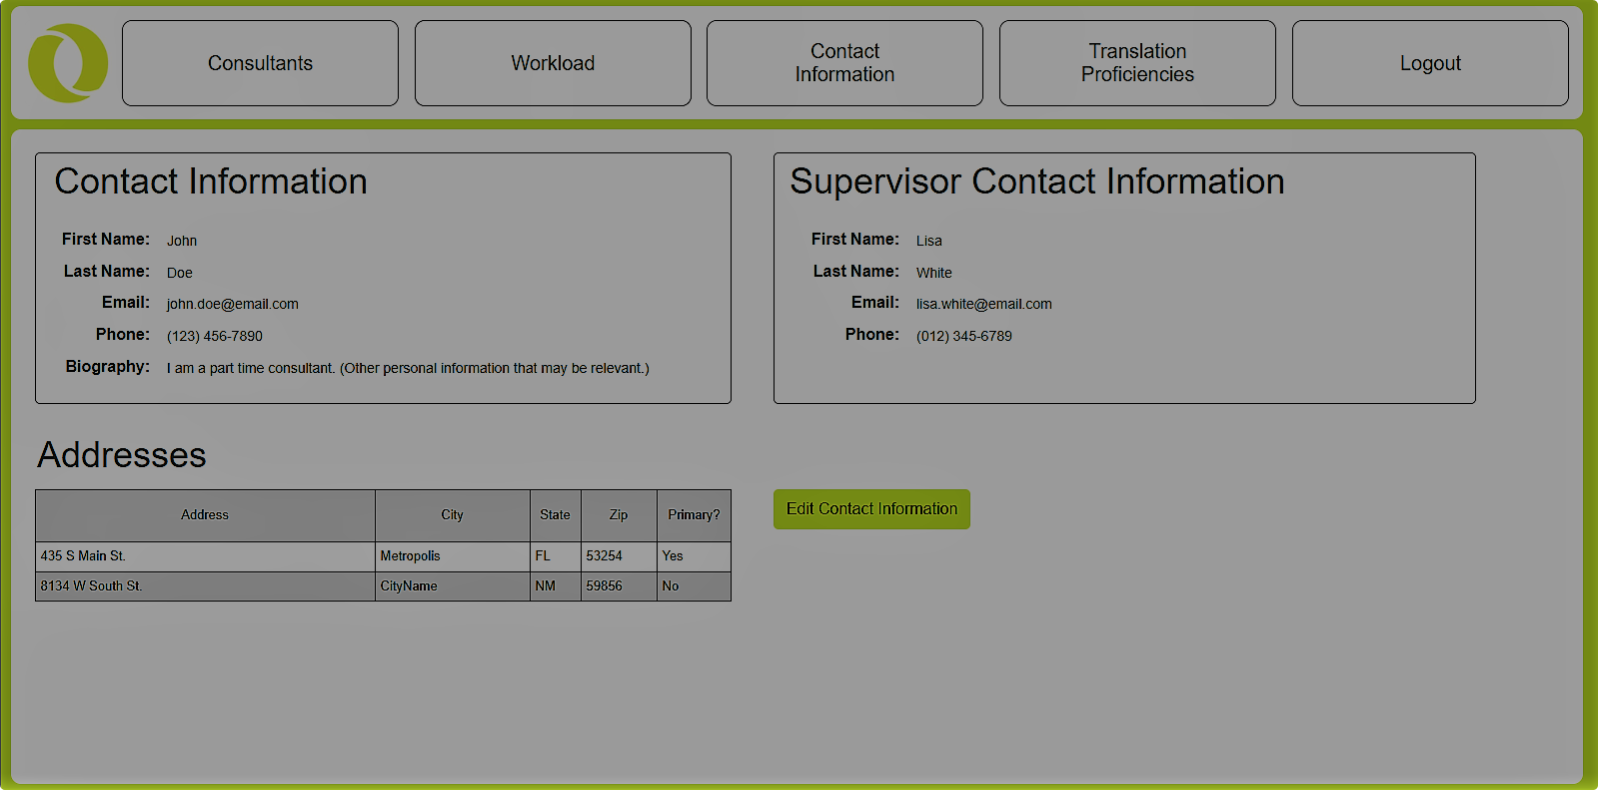 Consultants
Workload
Contact
Information
Translation
Proficiencies
Logout
Contact Information
First Name: John
Last Name: Doe
Email: john.doe@email.com
Phone: (123) 456-7890
Biography: I am a part time consultant. (Other personal information that may be relevant.)
Supervisor Contact Information
First Name: Lisa
Last Name: White
Email: lisa.white@email.com
Phone: (012) 345-6789
Addresses
Address City State Zip Primary?
435 S Main St. Metropolis FL 53254 Yes
8134 W South St. CityName NM 59856 No
Edit Contact Information